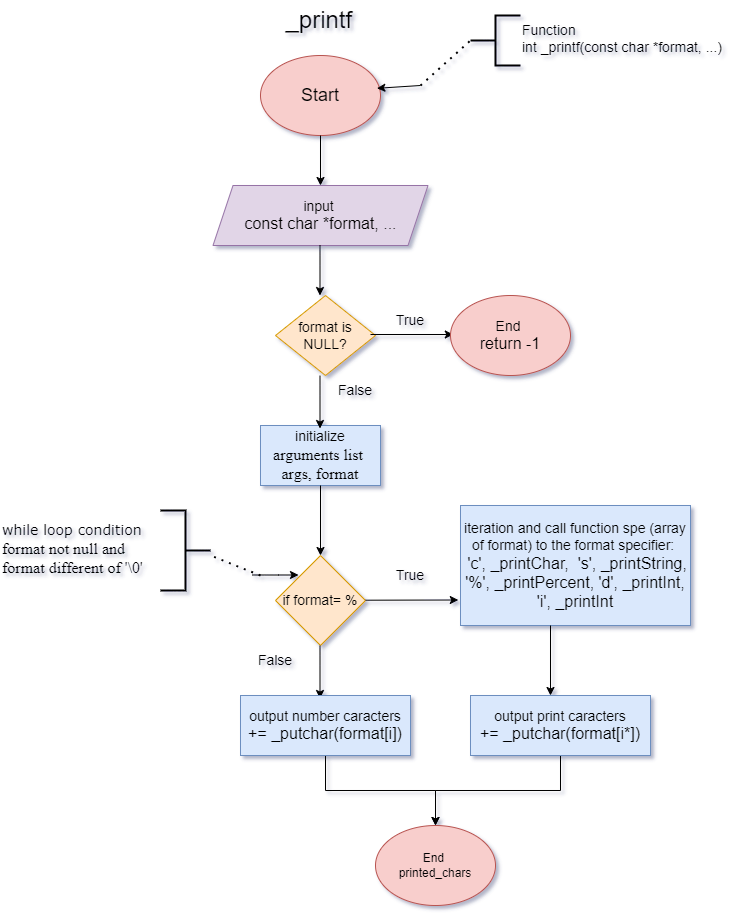 _printf
Function
int _printf(const char *format, ...)
Start
input
const char *format, ...
format is
NULL?
True
End
return -1
False
initialize
arguments list
args, format
while loop condition
format not null and
format different of '\0'
if format= %
True
iteration and call function spe (array
of format) to the format specifier:
'c', _printChar, 's', _printString,
'%', _printPercent, 'd', _printInt,
'i', _printInt
False
output number caracters
+= _putchar(format[i])
output print caracters
+= _putchar(format[i*])
End
printed_chars